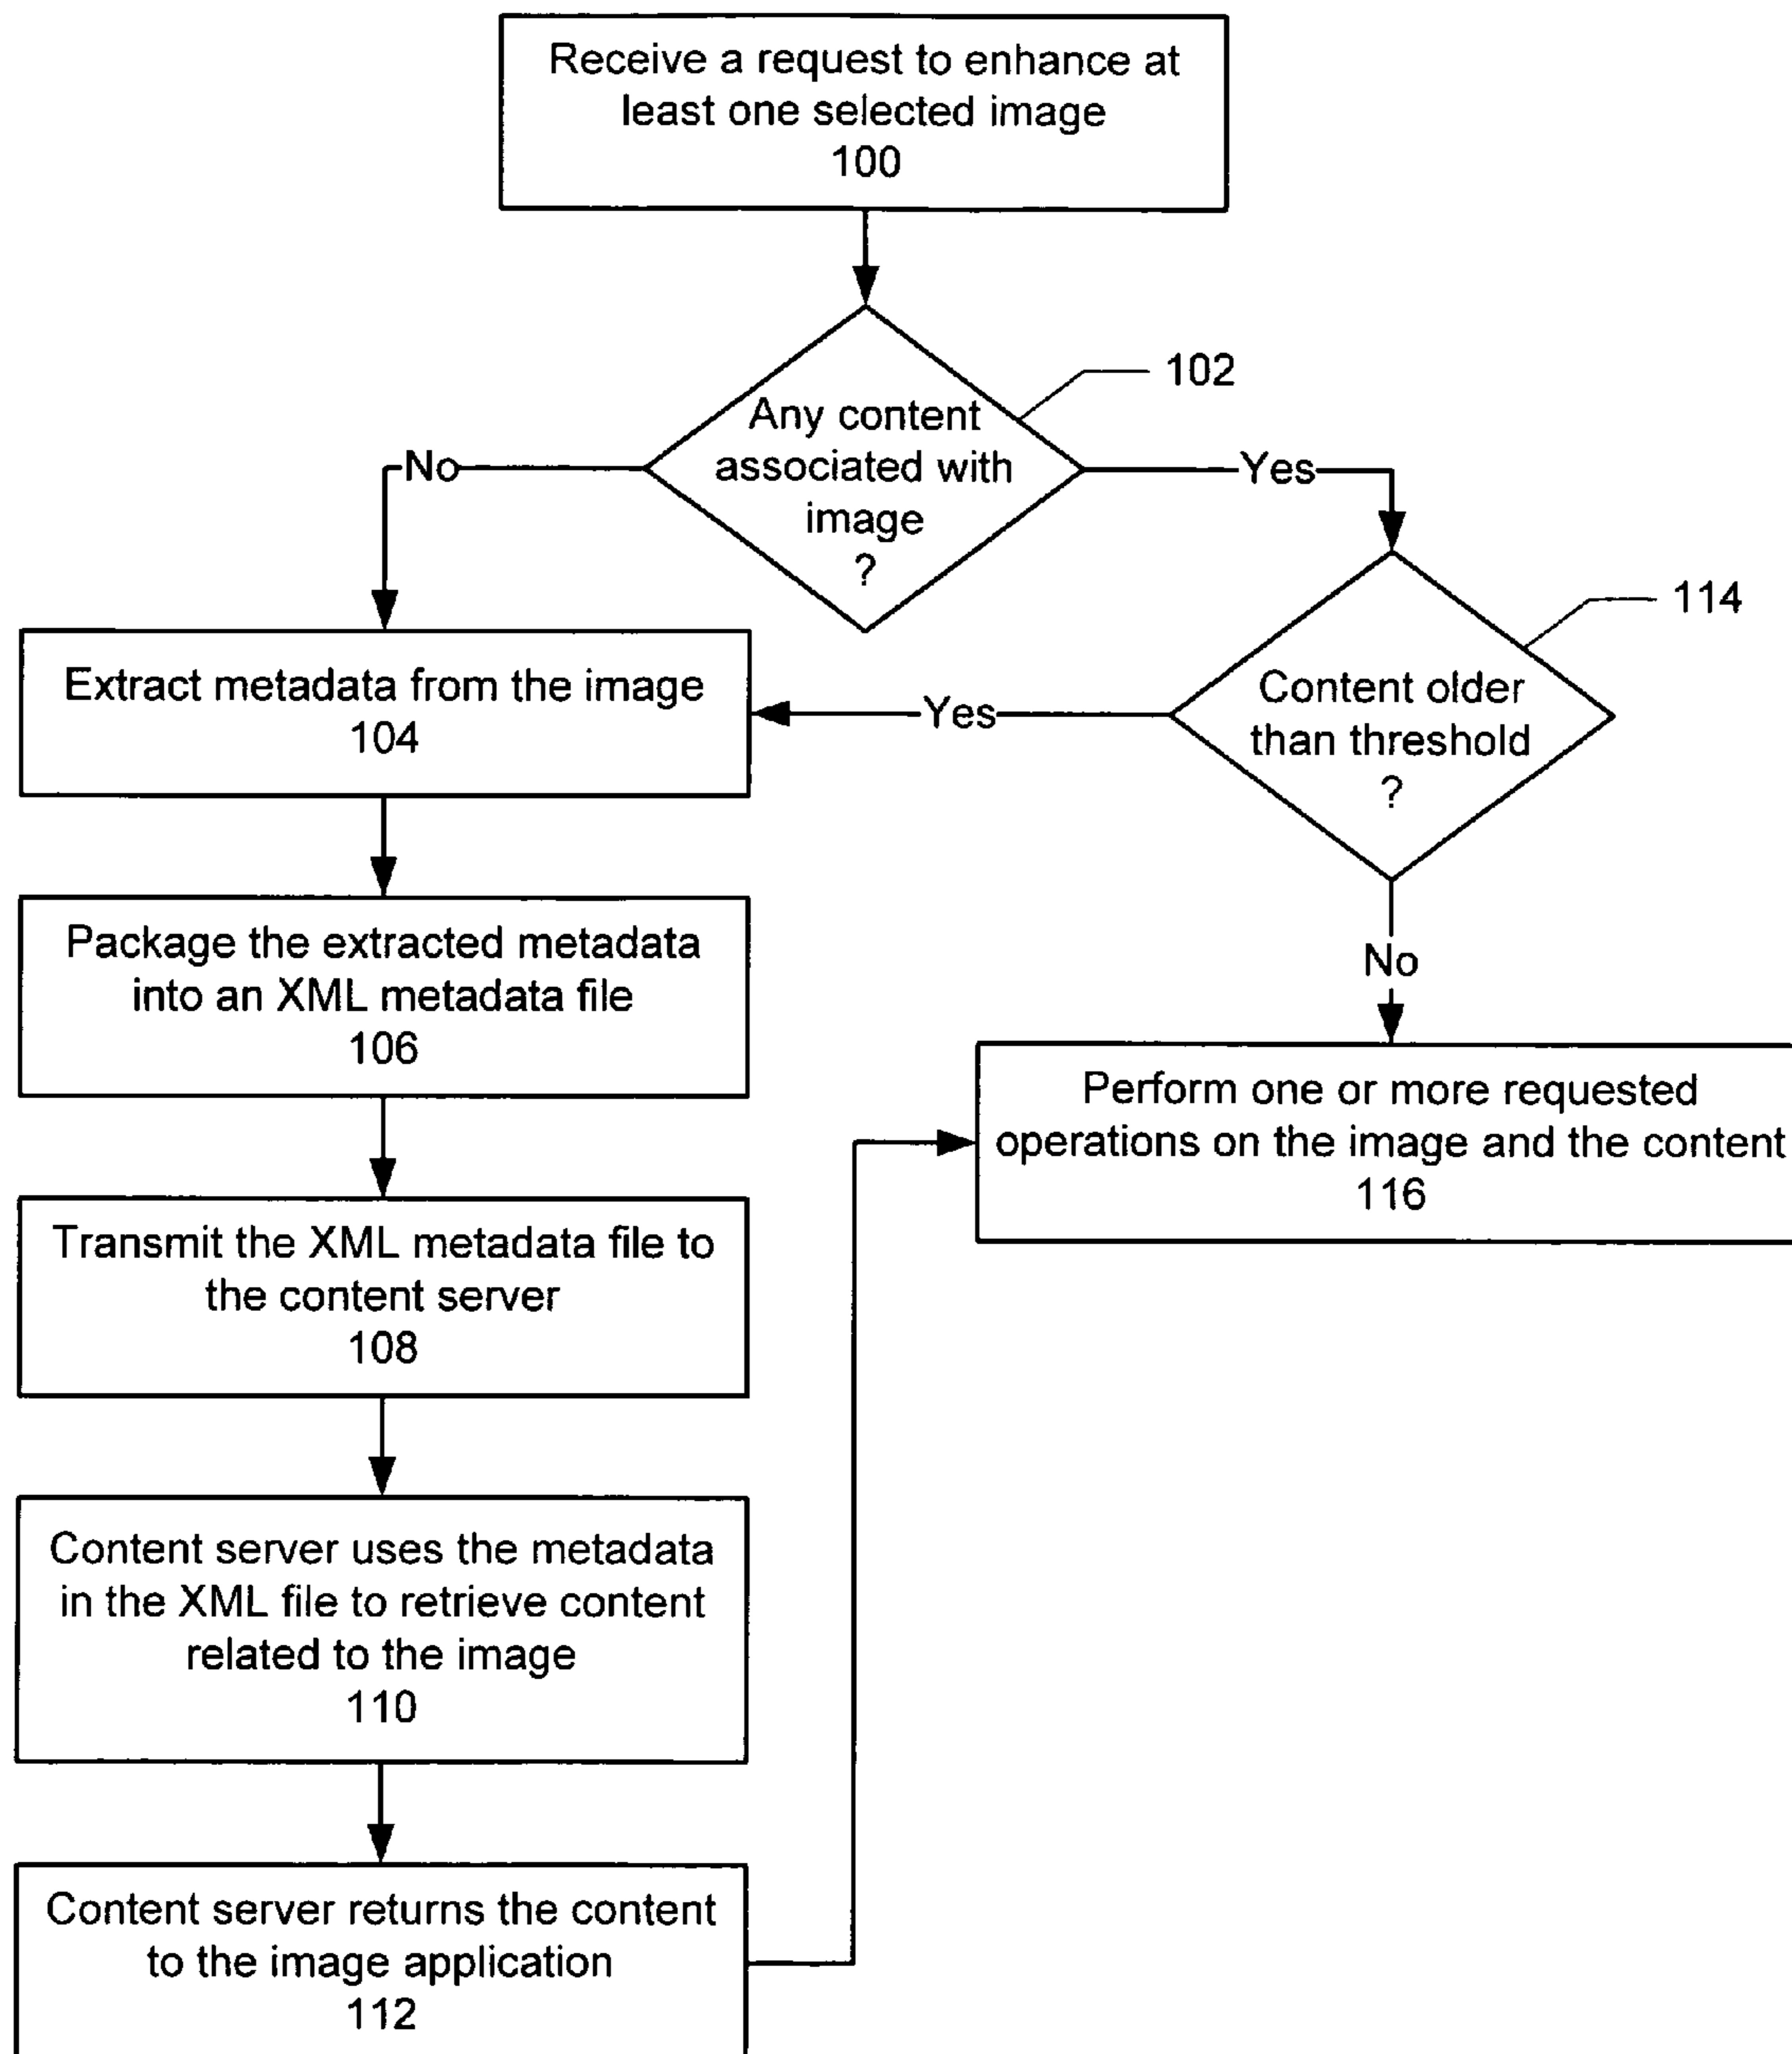 Receive a request to enhance at
least one selected image
100
102
Any content
associated with
image
?
No
Yes
114
Extract metadata from the image
104
Yes
Content older
than threshold
?
No
Package the extracted metadata
into an XML metadata file
106
Perform one or more requested
operations on the image and the content
116
Transmit the XML metadata file to
the content server
108
Content server uses the metadata
in the XML file to retrieve content
related to the image
110
Content server returns the content
to the image application
112